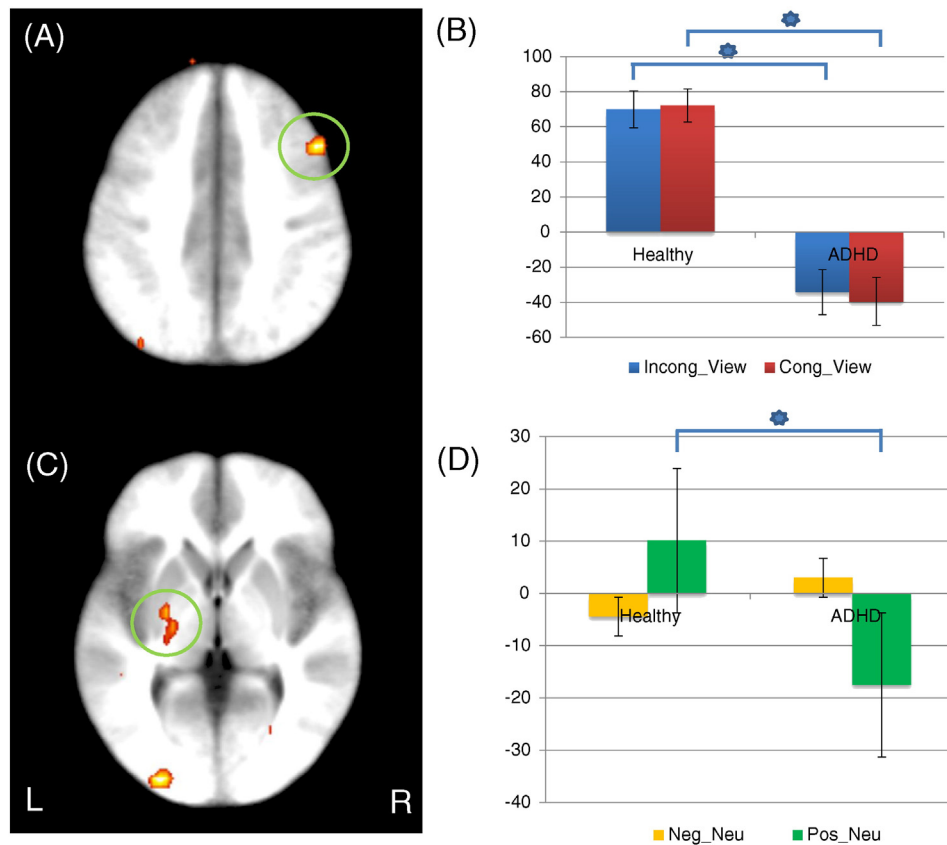 (A)
(B)
100
80
60
40
20
0
-20
-40
-60
Healthy
ADHD
Incong_View
Cong_View
(C)
L
R
(D)
30
20
10
0
-10
-20
-30
-40
Healthy
ADHD
Neg_Neu
Pos_Neu